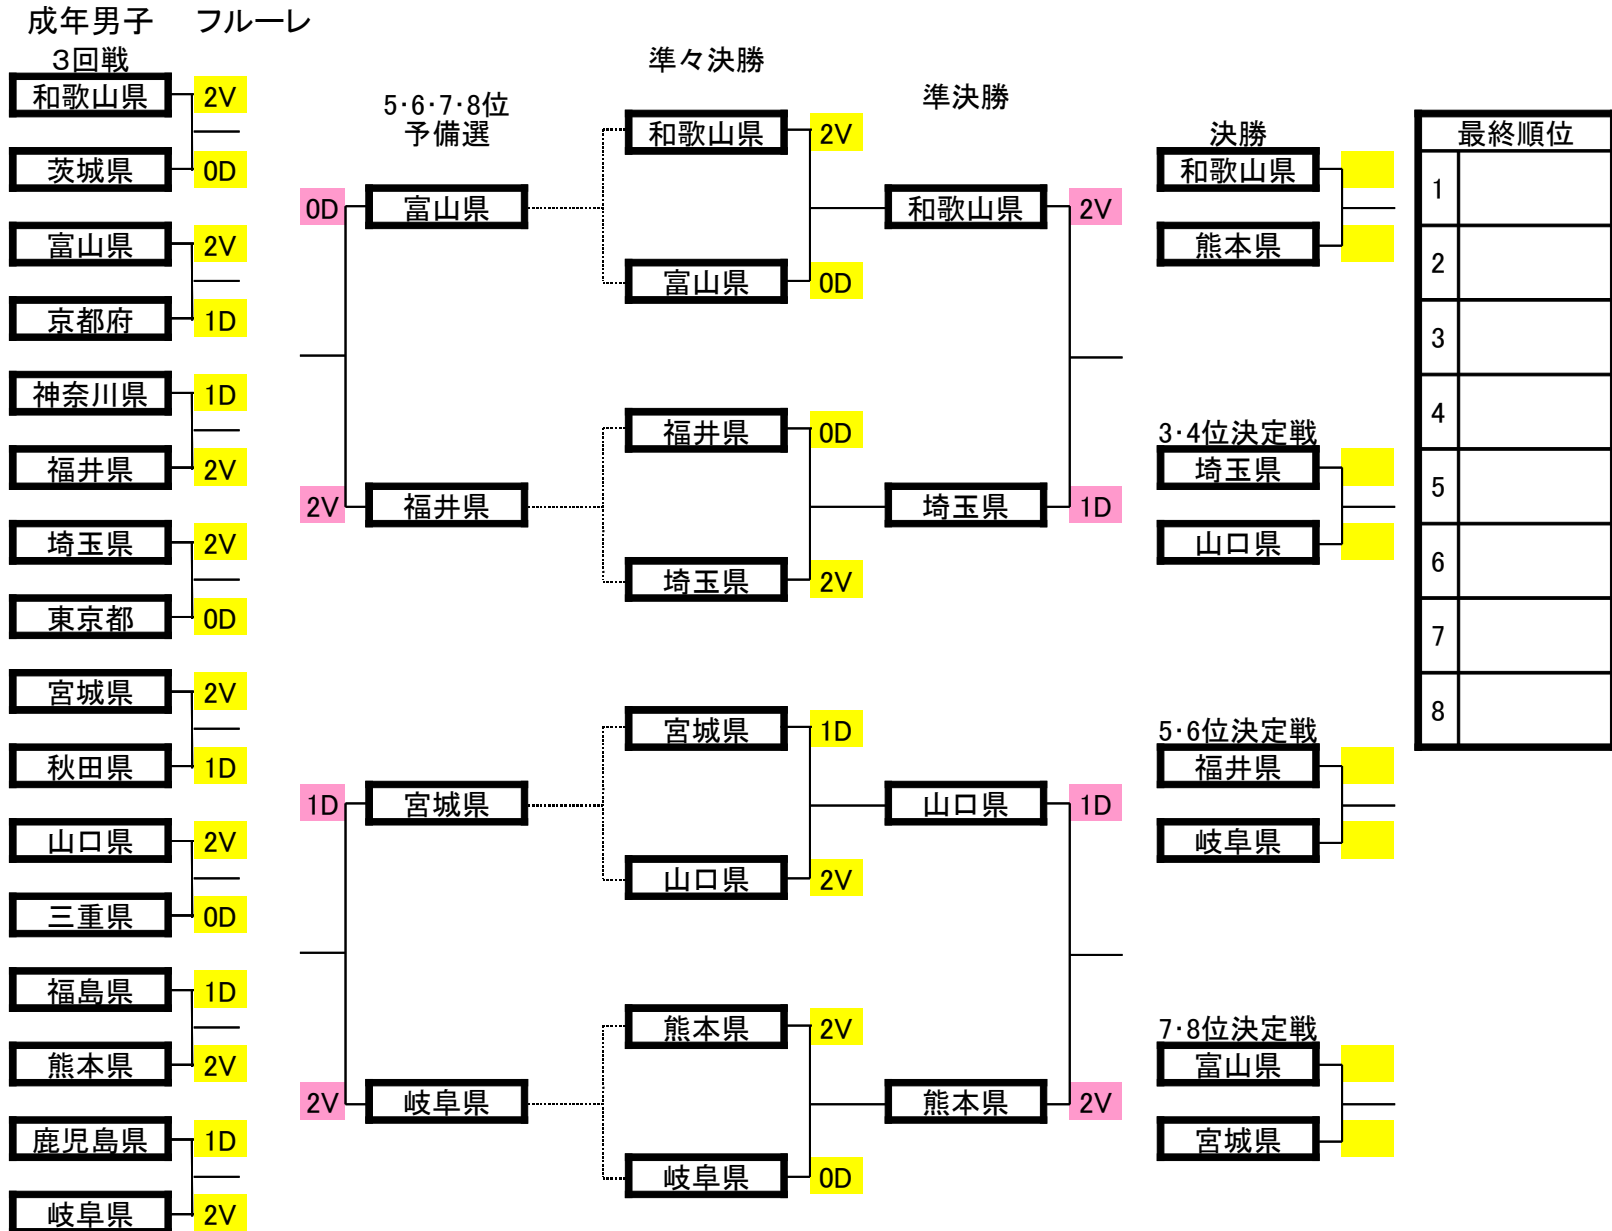 成年男子 フルーレ
３回戦
和歌山県 2V
茨城県 0D
富山県 2V
京都府 1D
神奈川県 1D
福井県 2V
埼玉県 2V
東京都 0D
宮城県 2V
秋田県 1D
山口県 2V
三重県 0D
福島県 1D
熊本県 2V
鹿児島県 1D
岐阜県 2V
5・6・7・8位
予備選
0D 富山県
2V 福井県
1D 宮城県
2V 岐阜県
準々決勝
和歌山県 2V
富山県 0D
福井県 0D
埼玉県 2V
宮城県 1D
山口県 2V
熊本県 2V
岐阜県 0D
準決勝
和歌山県 2V
埼玉県 1D
山口県 1D
熊本県 2V
決勝
和歌山県
熊本県
3・4位決定戦
埼玉県
山口県
5・6位決定戦
福井県
岐阜県
7・8位決定戦
富山県
宮城県
最終順位
1
2
3
4
5
6
7
8